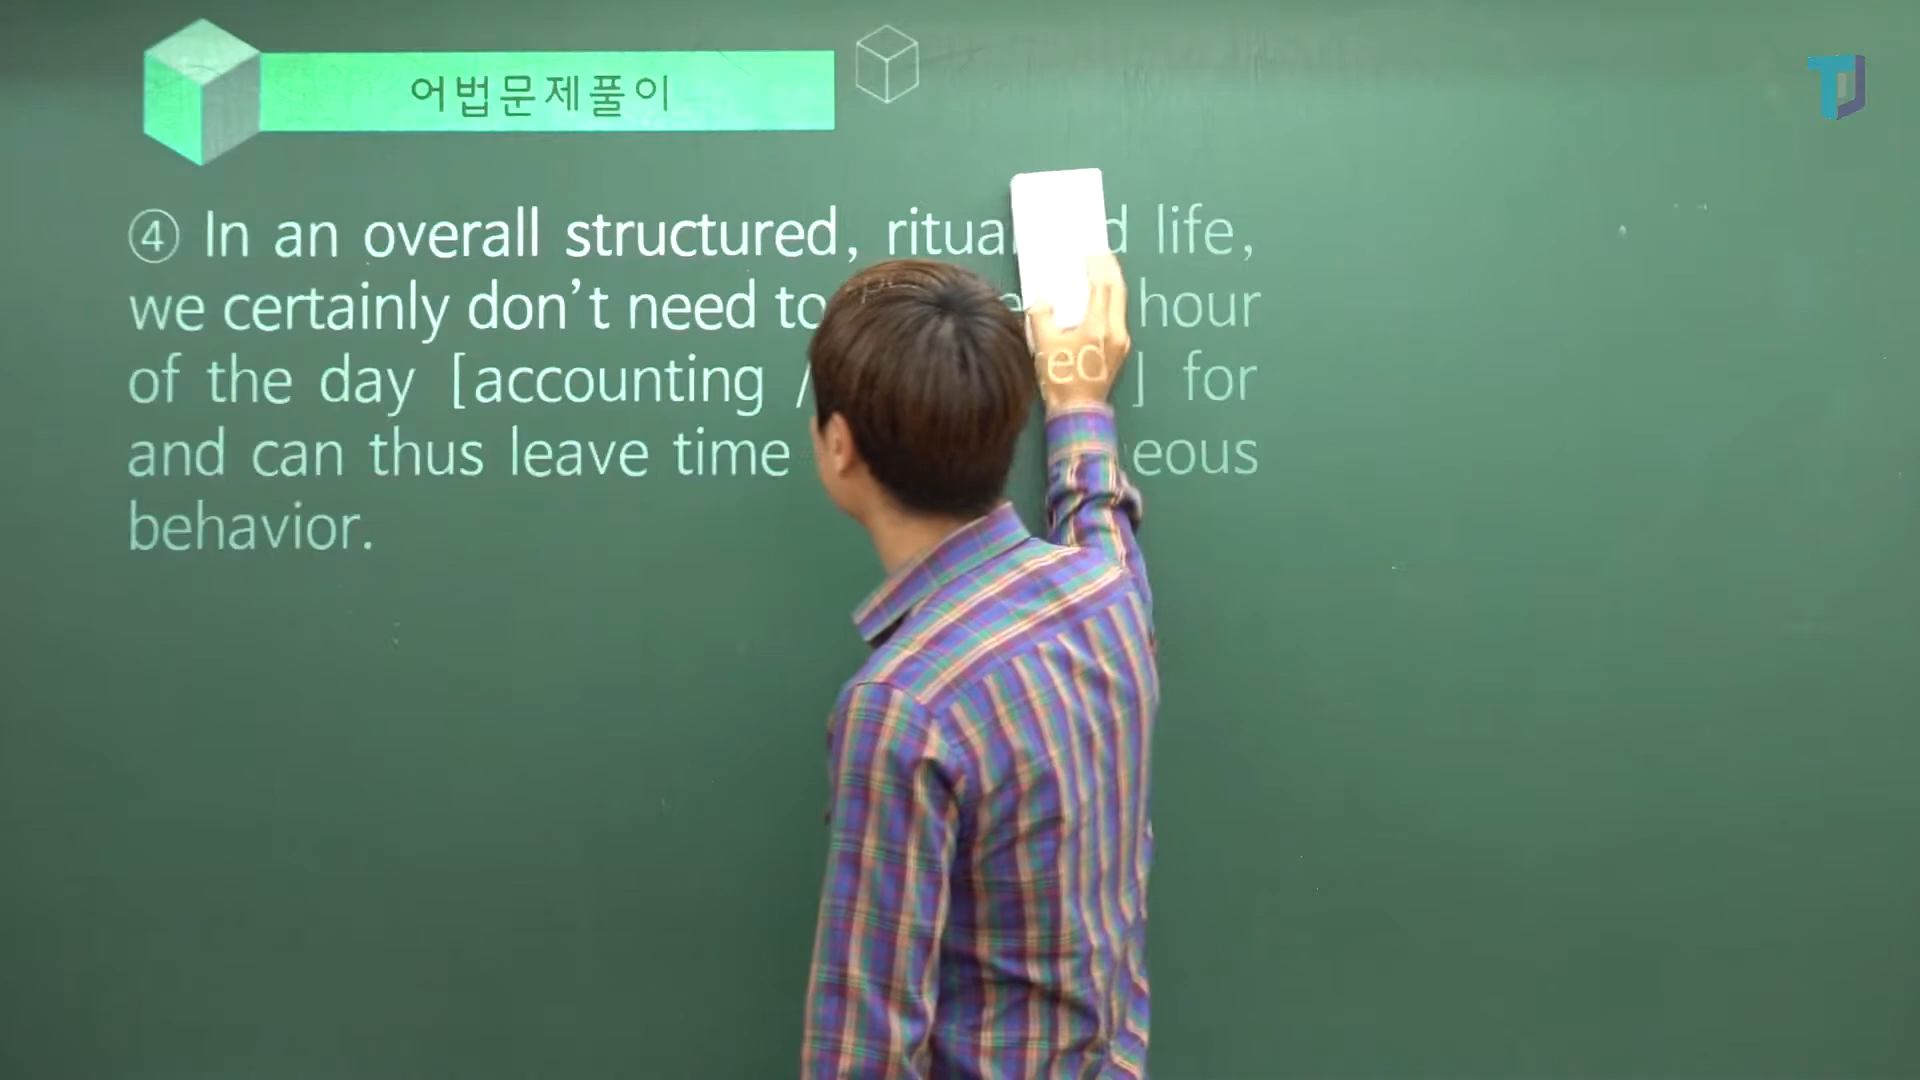 어법문제풀이
④ In an overall structured, life,
we certainly don't need to hour
of the day [accounting / ] for
and can thus leave time
behavior.